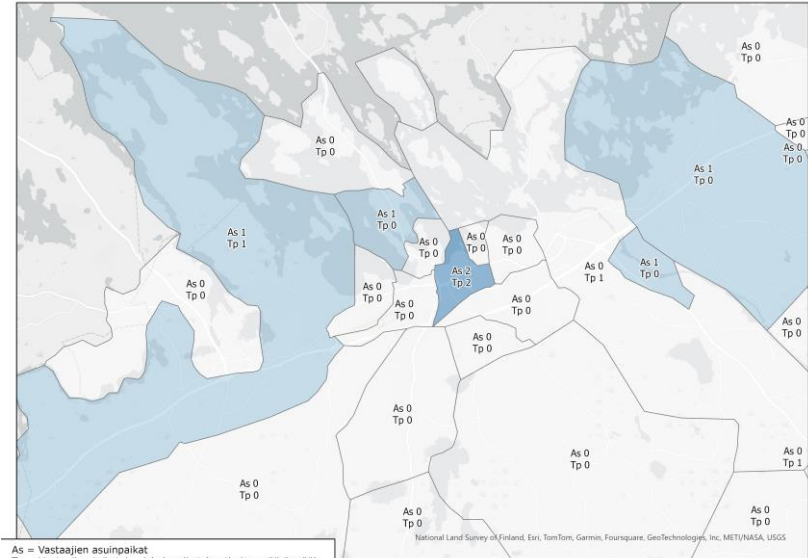 As 0
Tp 0
As 0
Tp 0
As 0
As 0
Tp 0
As 1
Tp 0
As 1
Tp 0
As 1
Tp 1
As 0
Tp 0
As 0
Tp 0
As 0
Tp 0
As 0
Tp 1
As 1
Tp 0
As 2
Tp 2
As 0
Tp 0
As 0
Tp 0
As 0
Tp 0
As 0
Tp 0
As 0
Tp 0
As 0
Tp 0
As 0
Tp 0
As 0
Tp 0
As 0
Tp 1
As 0
Tp 0
As 0
Tp 0
As 0
Tp 0
National Land Survey of Finland, Esri, TomTom, Garmin, Foursquare, GeoTechnologies, Inc, METI/NASA, USGS
As = Vastaajien asuinpaikat